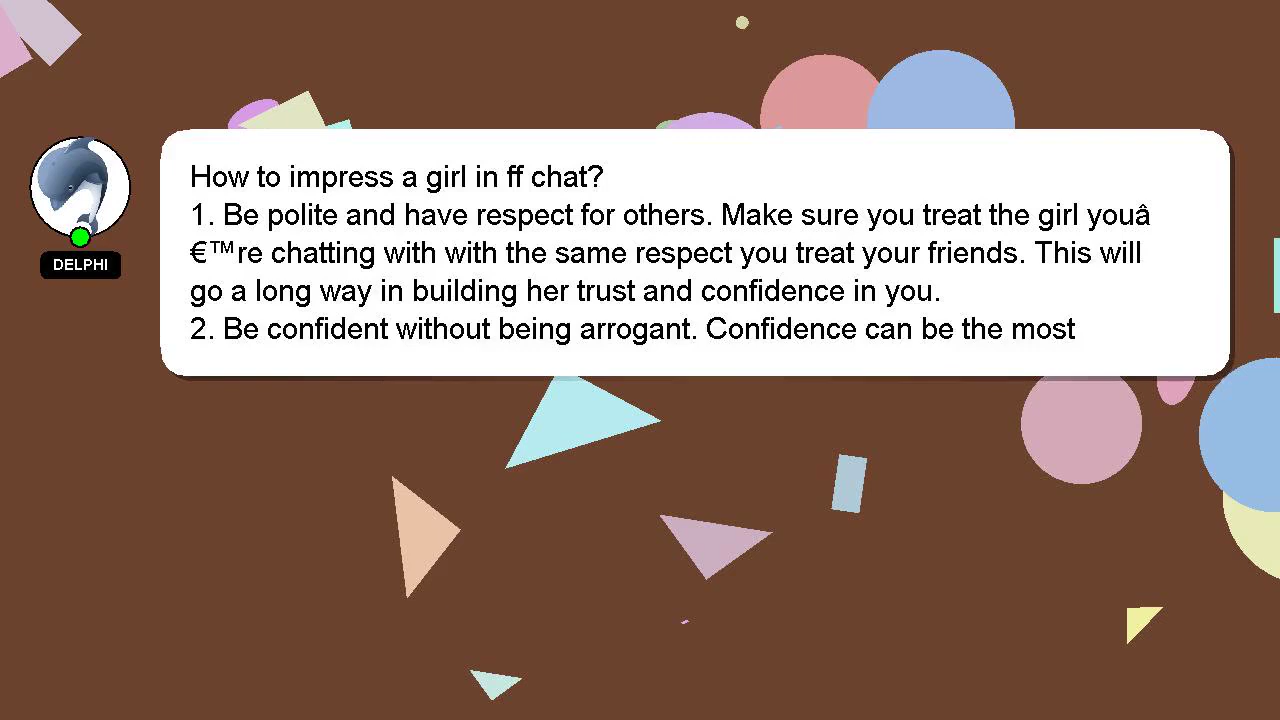 How to impress a girl in ff chat?
1. Be polite and have respect for others. Make sure you treat the girl youâ
€™re chatting with with the same respect you treat your friends. This will
go a long way in building her trust and confidence in you.
2. Be confident without being arrogant. Confidence can be the most
DELPHI